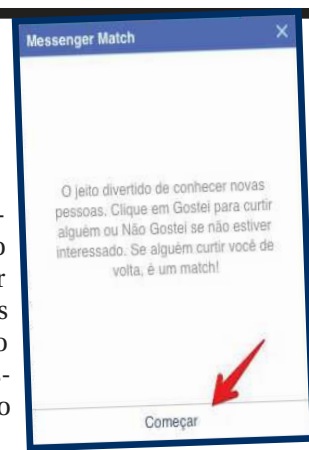 Messenger Match
O jeito divertido de conhecer novas
pessoas. Clique em Gostei para curtir
alguém ou Não Gostei se não estiver
interessado. Se alguém curtir você de
volta, é um match!
Começar